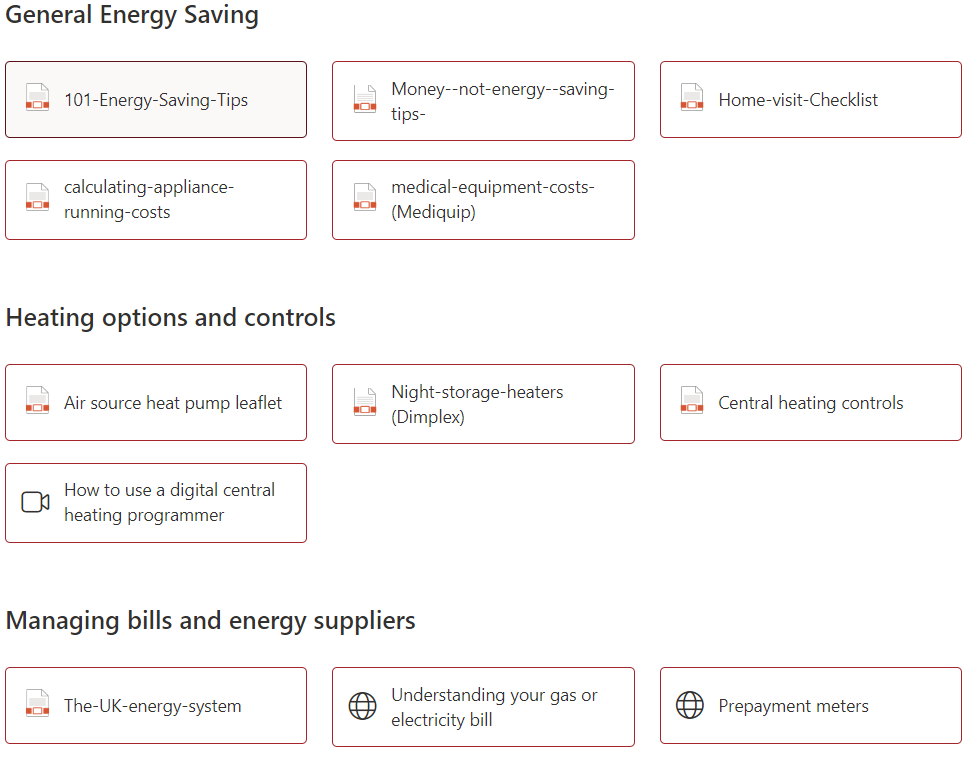 General Energy Saving
101-Energy-Saving-Tips
Money--not-energy--saving-
tips-
Home-visit-Checklist
calculating-appliance-
running-costs
medical-equipment-costs-
(Mediquip)
Heating options and controls
Air source heat pump leaflet
Night-storage-heaters
(Dimplex)
Central heating controls
How to use a digital central
heating programmer
Managing bills and energy suppliers
The-UK-energy-system
Understanding your gas or
electricity bill
Prepayment meters